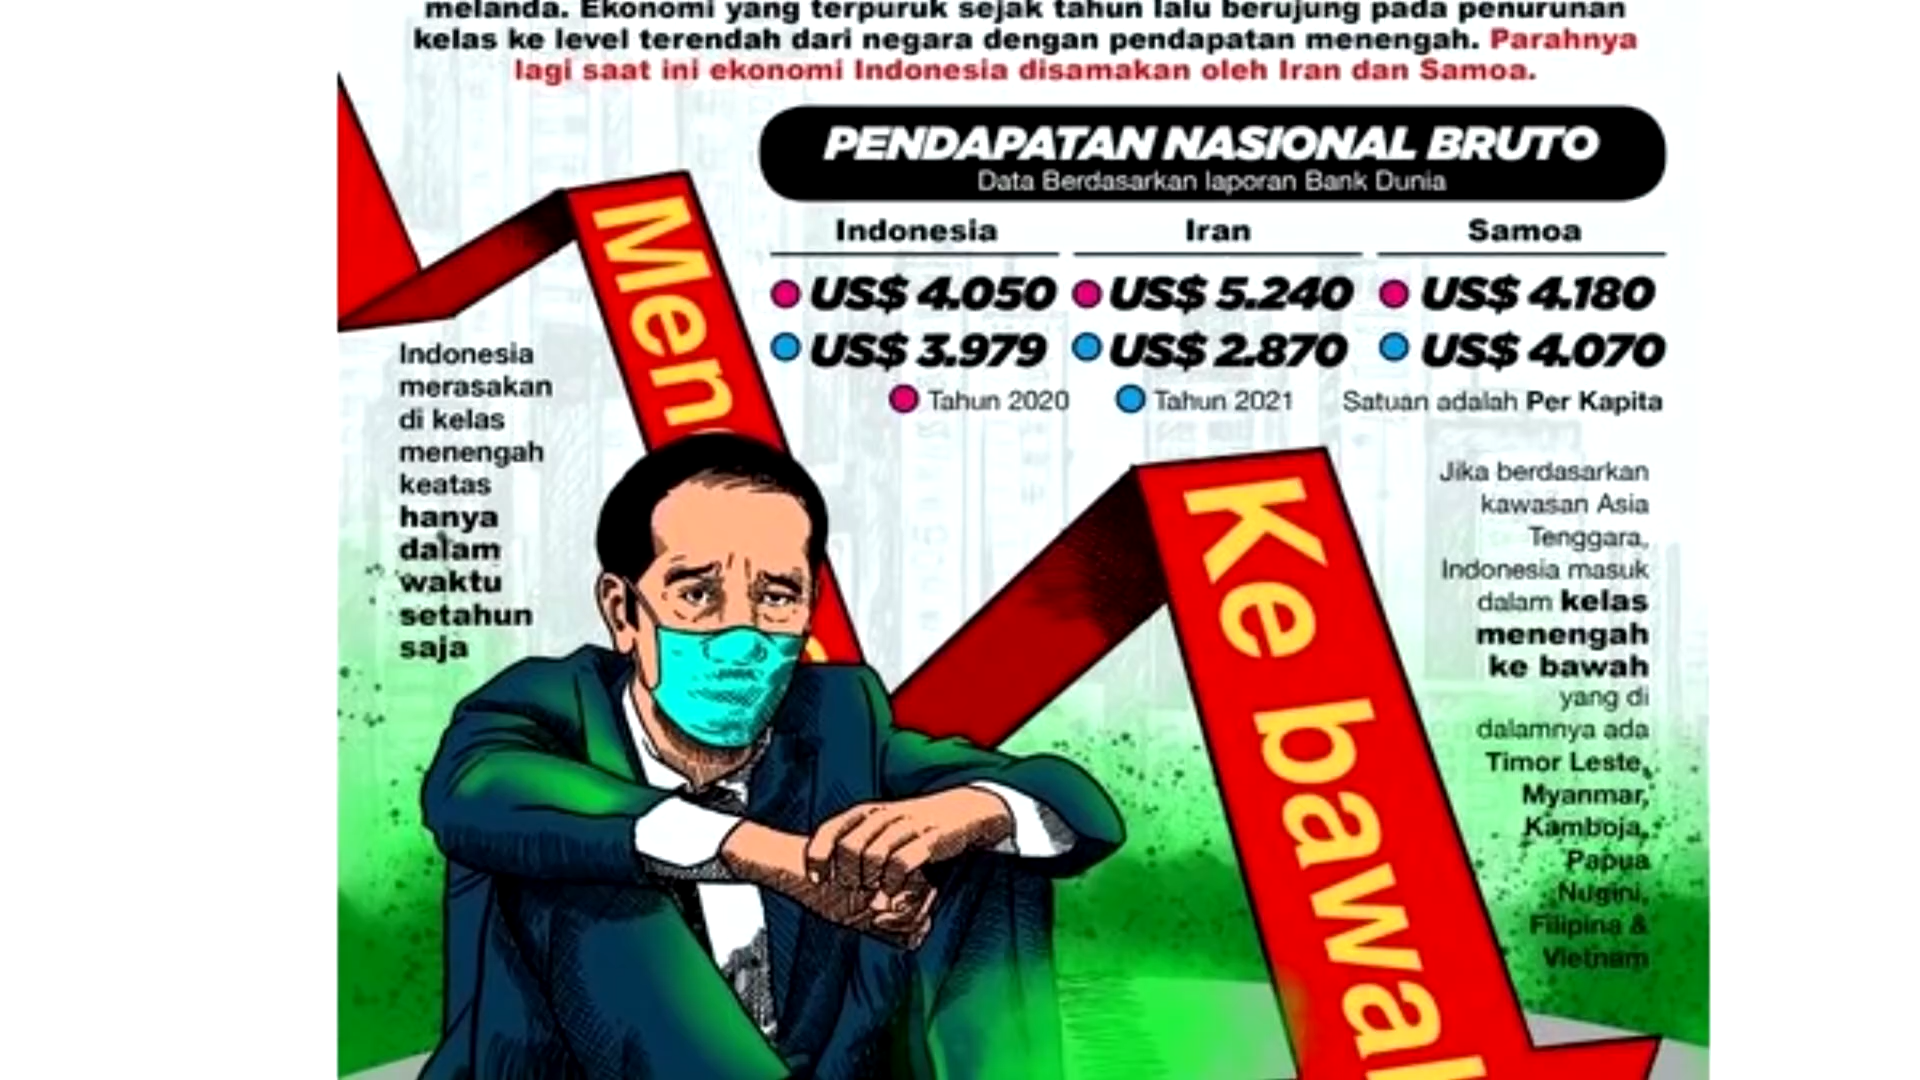 melanda. Ekonomi yang terpuruk sejak tahun lalu berujung pada penurunan
kelas ke level terendah dari negara dengan pendapatan menengah. Parahnya
lagi saat ini ekonomi Indonesia disamakan oleh Iran dan Samoa.
PENDAPATAN NASIONAL BRUTO
Data Berdasarkan laporan Bank Dunia
Indonesia Iran Samoa
US$ 4.050 US$ 5.240 US$ 4.180
US$ 3.979 US$ 2.870 US$ 4.070
Tahun 2020 Tahun 2021 Satuan adalah Per Kapita
Indonesia
merasakan
di kelas
menengah
keatas
hanya
dalam
waktu
setahun
saja
Men
Ke bawa
Jika berdasarkan
kawasan Asia
Tenggara,
Indonesia masuk
dalam kelas
menengah
ke bawah
yang di
dalamnya ada
Timor Leste,
Myanmar,
Kamboja,
Papua
Nugini,
Filipina &
Vietnam